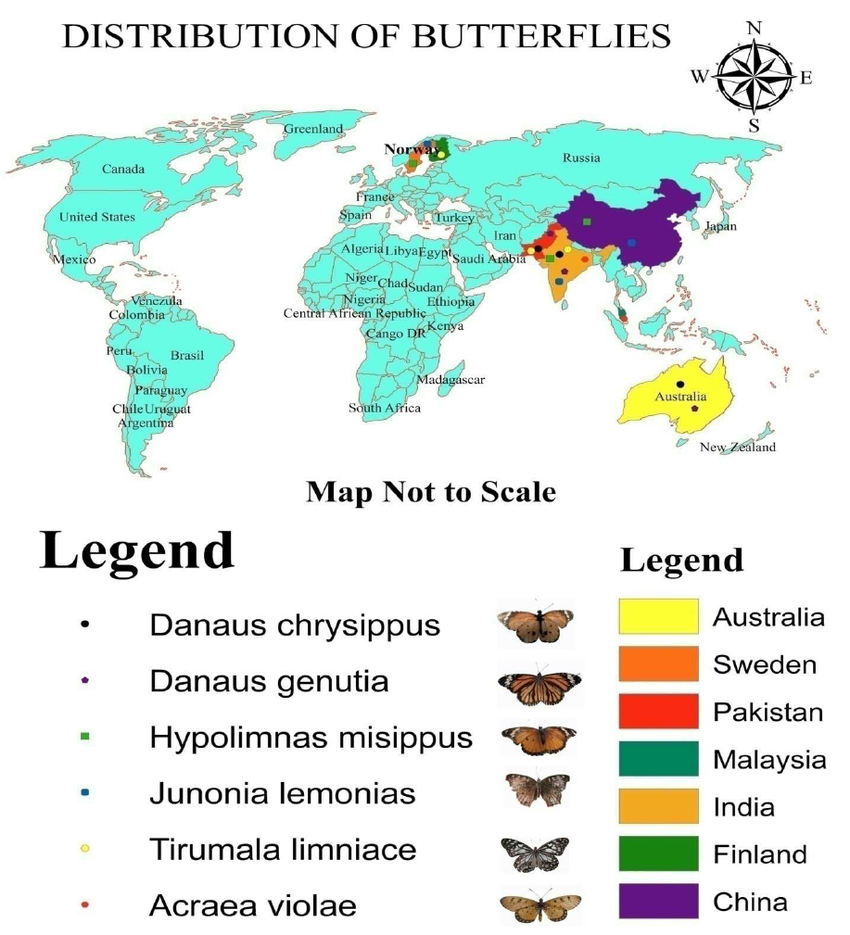 DISTRIBUTION OF BUTTERFLIES
N
W E
S
Greenland
Norway
Russia
Canada
France
United States
Spain
Turkey
Japan
Iran
Mexico
Algeria Libya Egypt Saudi Arabia
Niger Chad Sudan
Venezula
Nigeria Ethiopia
Colombia
Central African Republic
Cango DR Kenya
Peru
Brasil
Bolivia
Madagascar
Paraguay
Australia
Chile Uruguat
South Africa
Argentina
New Zealand
Map Not to Scale
Legend
Danaus chrysippus
Danaus genutia
Hypolimnas misippus
Junonia lemonias
Tirumala limniace
Acraea violae
Legend
Australia
Sweden
Pakistan
Malaysia
India
Finland
China